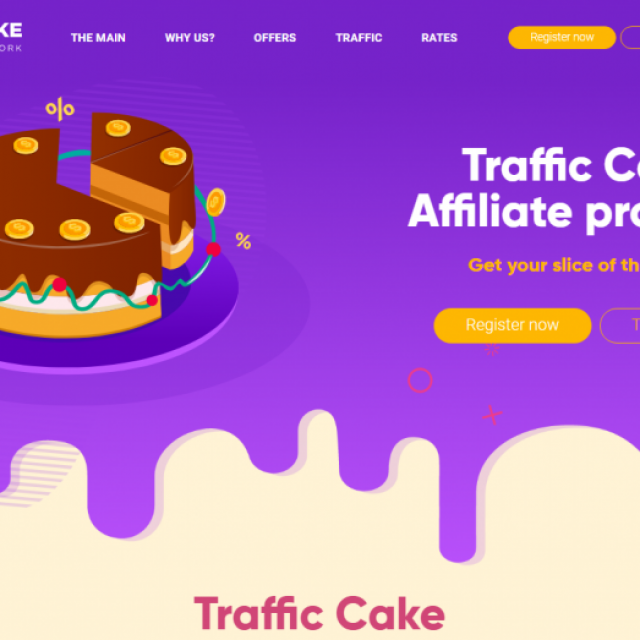 KE
ORK
THE MAIN
WHY US?
OFFERS
TRAFFIC
RATES
Register now
%
%
Traffic C
Affiliate pro
Get your slice of th
Register now
T
Traffic Cake